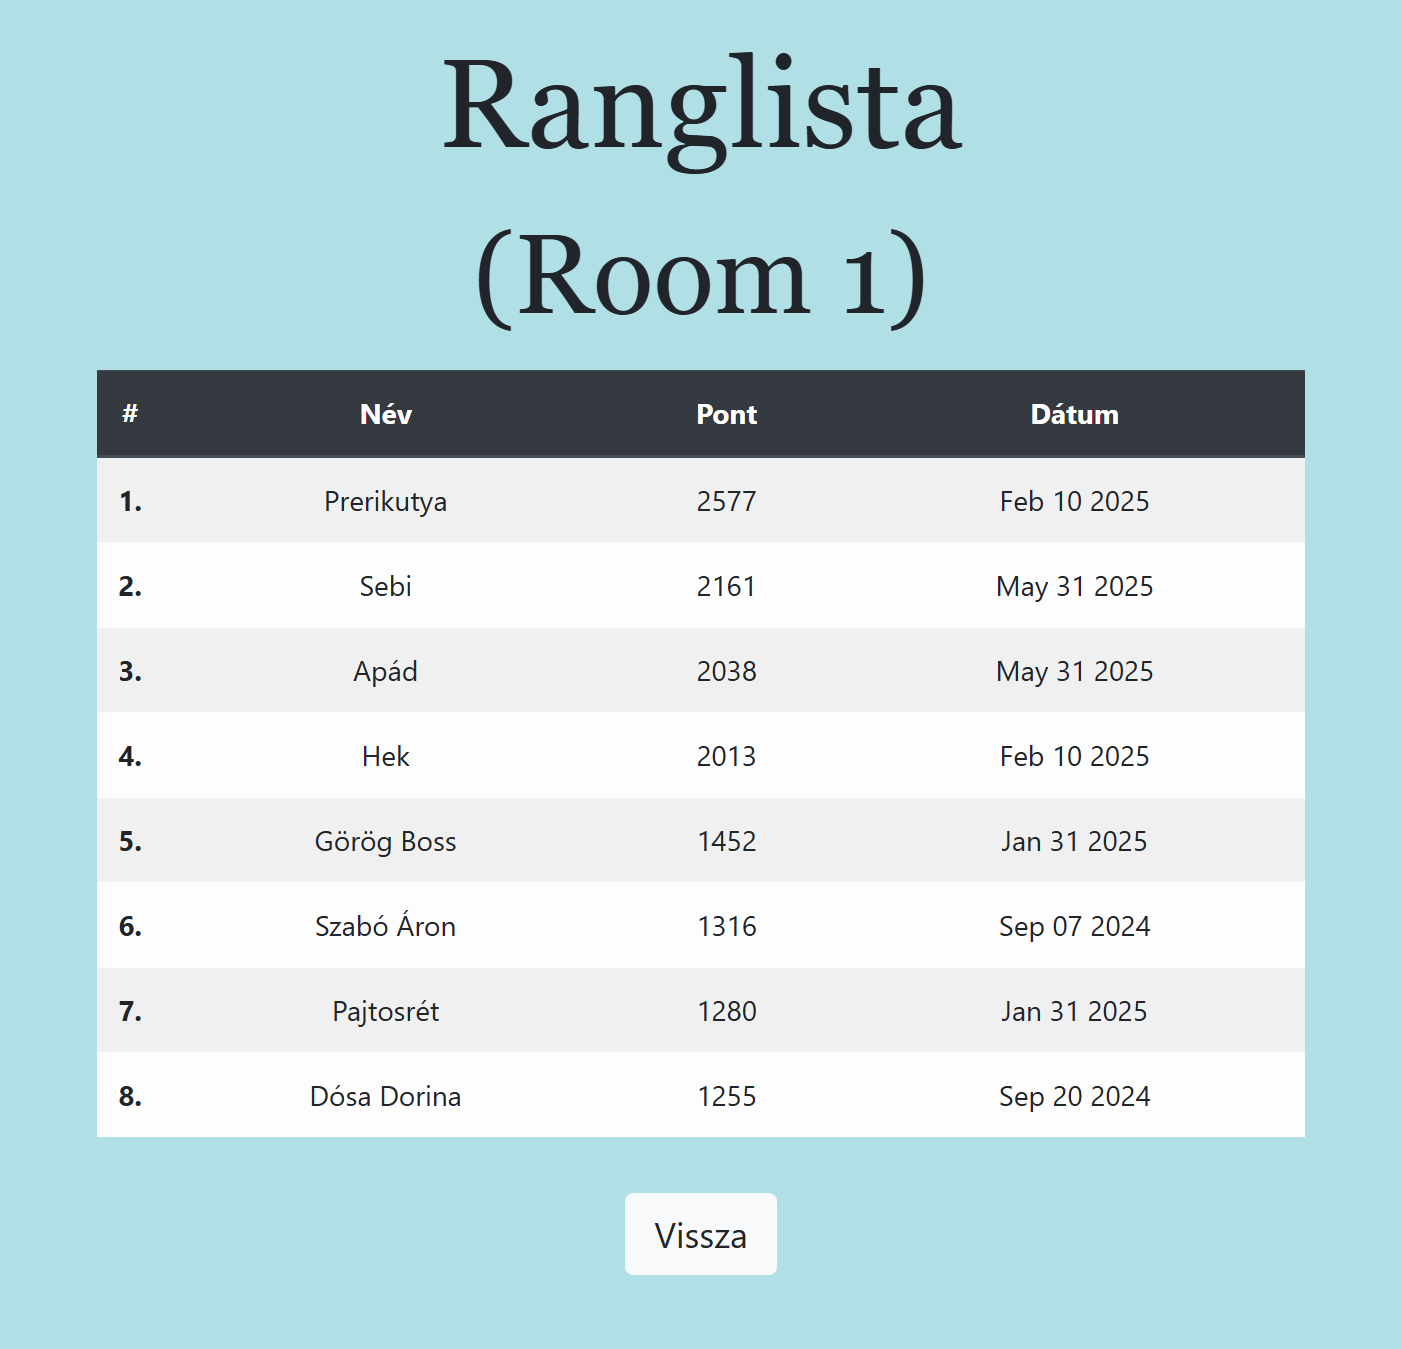 Ranglista
(Room 1)
# Név Pont Dátum
1. Prerikutya 2577 Feb 10 2025
2. Sebi 2161 May 31 2025
3. Apád 2038 May 31 2025
4. Hek 2013 Feb 10 2025
5. Görög Boss 1452 Jan 31 2025
6. Szabó Áron 1316 Sep 07 2024
7. Pajtosrét 1280 Jan 31 2025
8. Dósa Dorina 1255 Sep 20 2024
Vissza